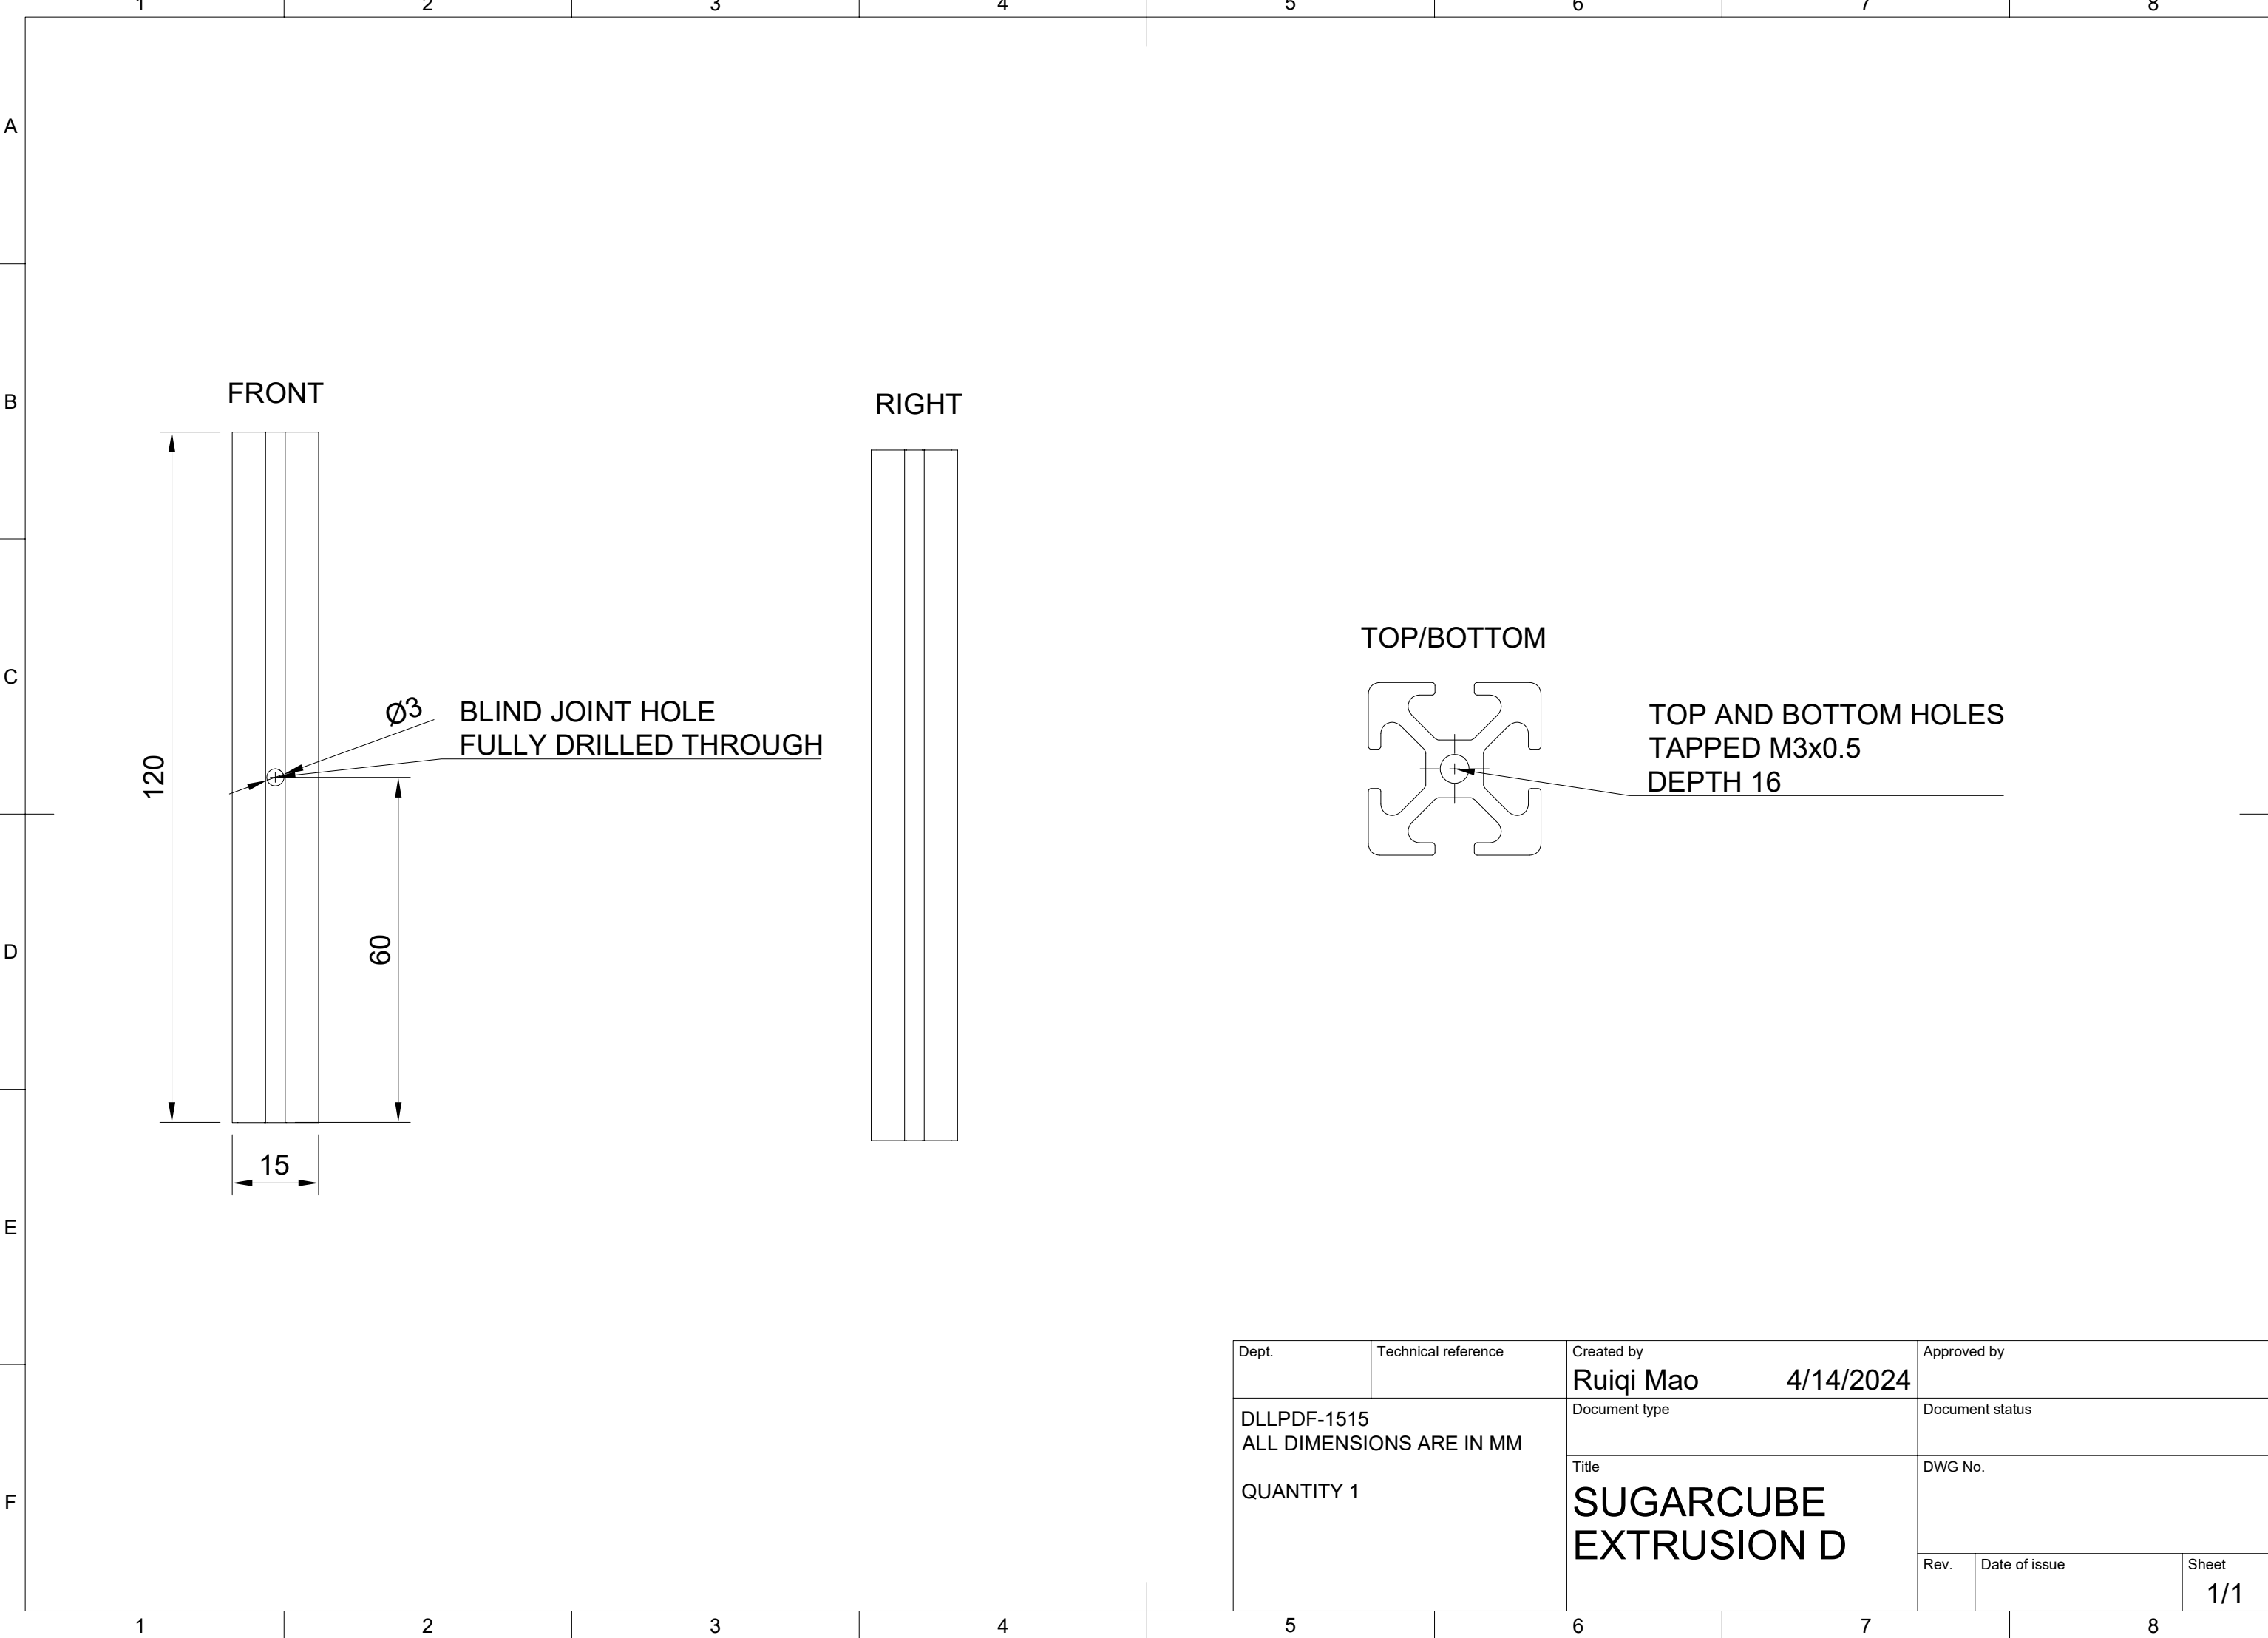 1 2 3 4 5 6 7 8
A
B
C
D
E
F
FRONT
120
Ø3
BLIND JOINT HOLE
FULLY DRILLED THROUGH
60
15
RIGHT
TOP/BOTTOM
TOP AND BOTTOM HOLES
TAPPED M3x0.5
DEPTH 16
Dept.
Technical reference
Created by
Ruiqi Mao 4/14/2024
Approved by
DLLPDF-1515
ALL DIMENSIONS ARE IN MM
QUANTITY 1
Document type
Document status
Title
SUGARCUBE
EXTRUSION D
DWG No.
Rev.
Date of issue
Sheet
1/1
1 2 3 4 5 6 7 8